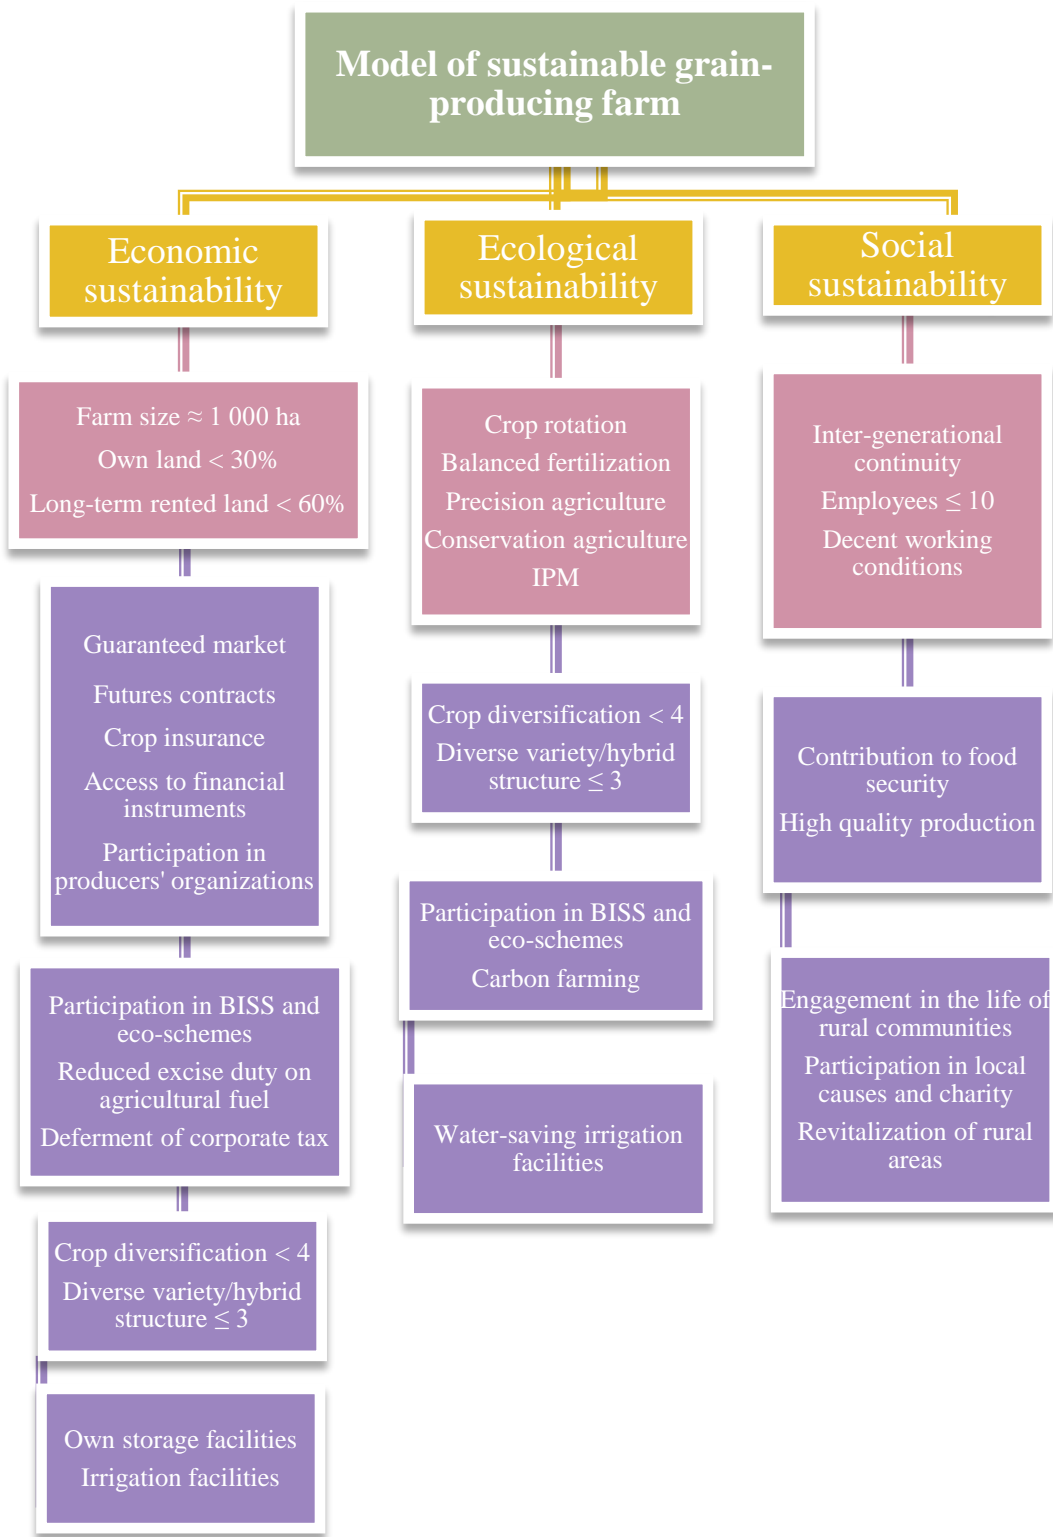 Model of sustainable grain-
producing farm
Economic
sustainability
Farm size ≈ 1 000 ha
Own land < 30%
Long-term rented land < 60%
Guaranteed market
Futures contracts
Crop insurance
Access to financial
instruments
Participation in
producers' organizations
Participation in BISS and
eco-schemes
Reduced excise duty on
agricultural fuel
Deferment of corporate tax
Crop diversification < 4
Diverse variety/hybrid
structure ≤ 3
Own storage facilities
Irrigation facilities
Ecological
sustainability
Crop rotation
Balanced fertilization
Precision agriculture
Conservation agriculture
IPM
Crop diversification < 4
Diverse variety/hybrid
structure ≤ 3
Participation in BISS and
eco-schemes
Carbon farming
Water-saving irrigation
facilities
Social
sustainability
Inter-generational
continuity
Employees ≤ 10
Decent working
conditions
Contribution to food
security
High quality production
Engagement in the life of
rural communities
Participation in local
causes and charity
Revitalization of rural
areas